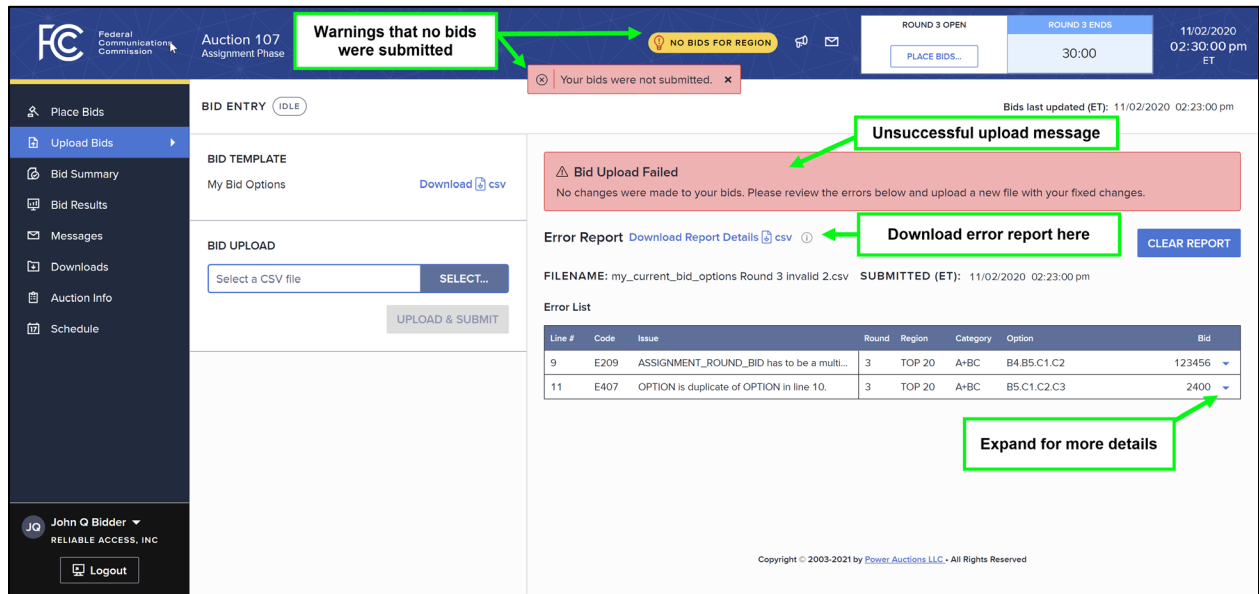 Federal
Communications
Commission
Auction 107
Assignment Phase
Warnings that no bids
were submitted
NO BIDS FOR REGION
ROUND 3 OPEN
PLACE BIDS...
ROUND 3 ENDS
30:00
11/02/2020
02:30:00 pm
ET
Your bids were not submitted. ×
Place Bids
Upload Bids
Bid Summary
Bid Results
Messages
Downloads
Auction Info
Schedule
JQ
John Q Bidder
RELIABLE ACCESS, INC
Logout
BID ENTRY IDLE
Bids last updated (ET): 11/02/2020 02:23:00 pm
BID TEMPLATE
My Bid Options Download csv
BID UPLOAD
Select a CSV file SELECT...
UPLOAD & SUBMIT
Unsuccessful upload message
Bid Upload Failed
No changes were made to your bids. Please review the errors below and upload a new file with your fixed changes.
Error Report Download Report Details csv
Download error report here
CLEAR REPORT
FILENAME: my_current_bid_options Round 3 invalid 2.csv SUBMITTED (ET): 11/02/2020 02:23:00 pm
Error List
Line # Code Issue Round Region Category Option Bid
9 E209 ASSIGNMENT_ROUND_BID has to be a multi... 3 TOP 20 A+BC B4.B5.C1.C2 123456
11 E407 OPTION is duplicate of OPTION in line 10. 3 TOP 20 A+BC B5.C1.C2.C3 2400
Expand for more details
Copyright © 2003-2021 by Power Auctions LLC • All Rights Reserved